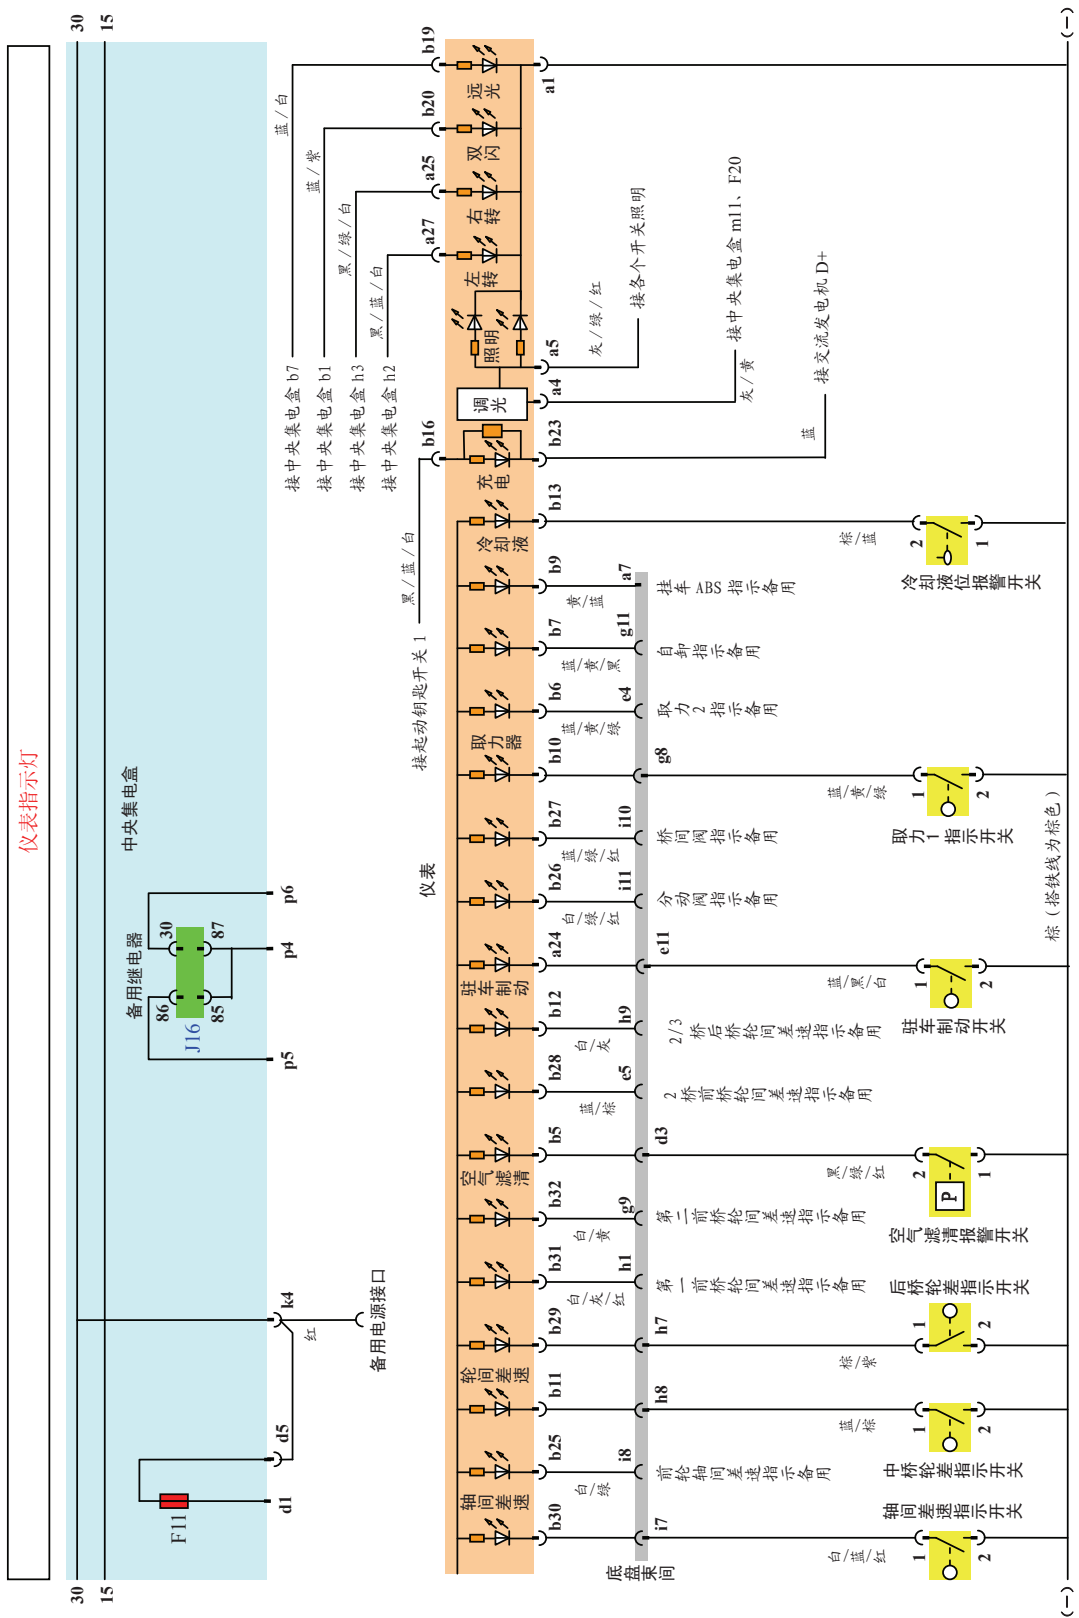 仪表指示灯
30
15
30
15
中央集电盒
备用继电器
J16
86
30
85
87
p5
p4
p6
F11
d1
d5
k4
红
备用电源接口
接中央集电盒 b7
蓝/白
b19
接中央集电盒 b1
蓝/紫
b20
接中央集电盒 h3
黑/绿/白
a25
接中央集电盒 h2
黑/蓝/白
a27
接起动钥匙开关 1
黑/蓝/白
b16
仪表
轴间差速
轮间差速
空气滤清
驻车制动
取力器
冷却液
充电
调光
照明
左转
右转
双闪
远光
b30
b25
b11
b29
b31
b32
b5
b28
b12
a24
b26
b27
b10
b6
b7
b9
b13
b23
a4
a5
a1
白/绿
白/灰/红
白/黄
蓝/棕
白/灰
白/绿/红
蓝/绿/红
蓝/黄/绿
蓝/黄/黑
黄/蓝
底盘束间
i7
i8
h8
h7
h1
g9
d3
e5
h9
e11
i11
i10
g8
e4
g11
a7
前轮轴间差速指示备用
第一前桥轮间差速指示备用
第二前桥轮间差速指示备用
2 桥前桥轮间差速指示备用
2/3 桥后桥轮间差速指示备用
分动阀指示备用
桥间阀指示备用
取力 2 指示备用
自卸指示备用
挂车 ABS 指示备用
灰/绿/红
接各个开关照明
灰/黄
接中央集电盒 m11、F20
蓝
接交流发电机 D+
白/蓝/红
1
2
轴间差速指示开关
蓝/棕
1
2
中桥轮差指示开关
棕/紫
1
2
后桥轮差指示开关
黑/绿/红
2
1
P
空气滤清报警开关
蓝/黑/白
1
2
驻车制动开关
蓝/黄/绿
1
2
取力 1 指示开关
棕/蓝
2
1
冷却液位报警开关
棕（搭铁线为棕色）
(—)
(—)